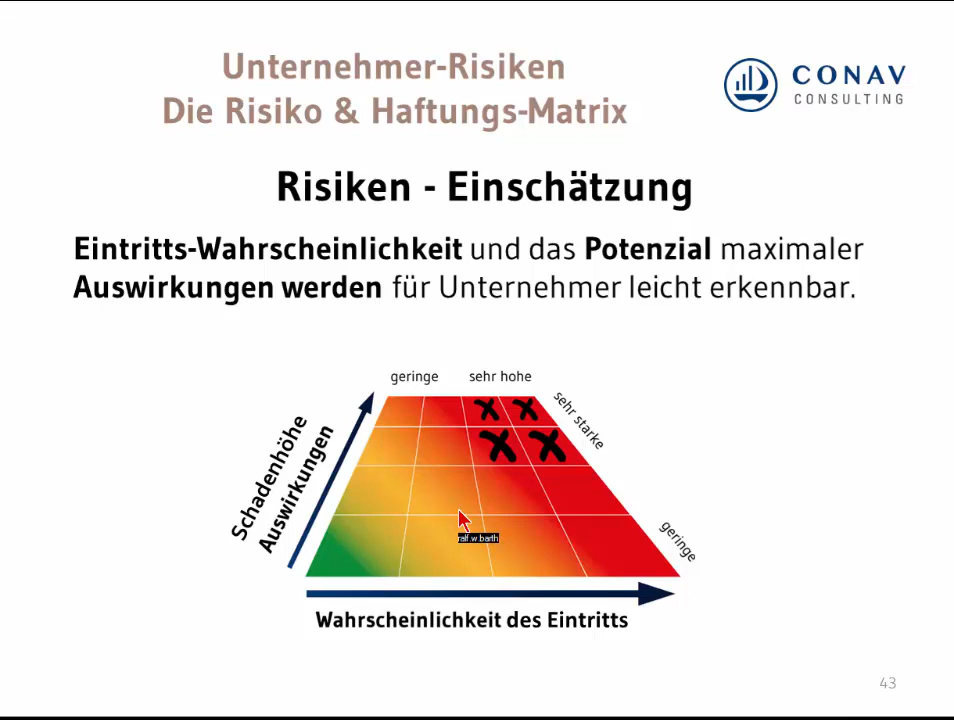 Unternehmer-Risiken
Die Risiko & Haftungs-Matrix
CONAV
CONSULTING
Risiken - Einschätzung
Eintritts-Wahrscheinlichkeit und das Potenzial maximaler
Auswirkungen werden für Unternehmer leicht erkennbar.
geringe
sehr hohe
sehr starke
geringe
Schadenhöhe
Auswirkungen
ralf.w.barth
Wahrscheinlichkeit des Eintritts
43